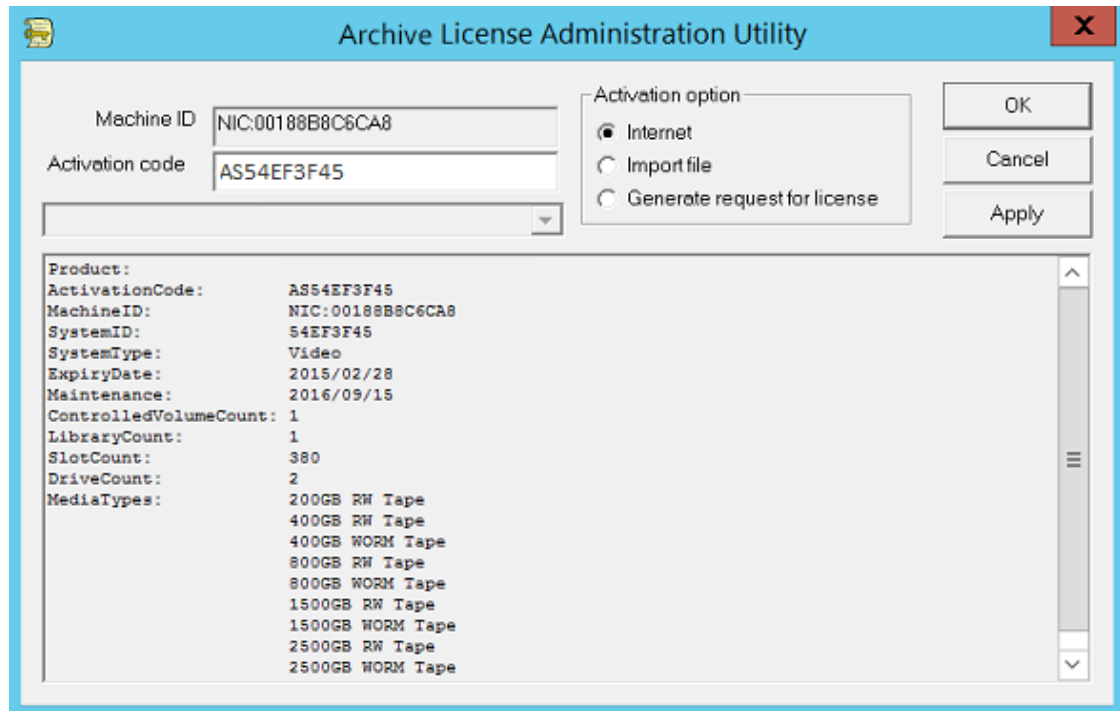 Archive License Administration Utility
Machine ID NIC:00188B8C6CA8
Activation code AS54EF3F45
Activation option
Internet
Import file
Generate request for license
OK
Cancel
Apply
Product:
ActivationCode: AS54EF3F45
MachineID: NIC:00188B8C6CA8
SystemID: 54EF3F45
SystemType: Video
ExpiryDate: 2015/02/28
Maintenance: 2016/09/15
ControlledVolumeCount: 1
LibraryCount: 1
SlotCount: 380
DriveCount: 2
MediaTypes: 200GB RW Tape
400GB RW Tape
400GB WORM Tape
800GB RW Tape
800GB WORM Tape
1500GB RW Tape
1500GB WORM Tape
2500GB RW Tape
2500GB WORM Tape